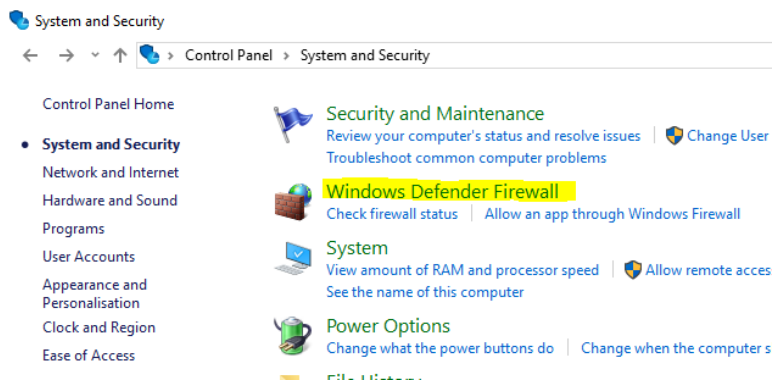 System and Security
Control Panel > System and Security
Control Panel Home
System and Security
Network and Internet
Hardware and Sound
Programs
User Accounts
Appearance and
Personalisation
Clock and Region
Ease of Access
Security and Maintenance
Review your computer's status and resolve issues | Change User
Troubleshoot common computer problems
Windows Defender Firewall
Check firewall status | Allow an app through Windows Firewall
System
View amount of RAM and processor speed | Allow remote acces
See the name of this computer
Power Options
Change what the power buttons do | Change when the computer s
File History